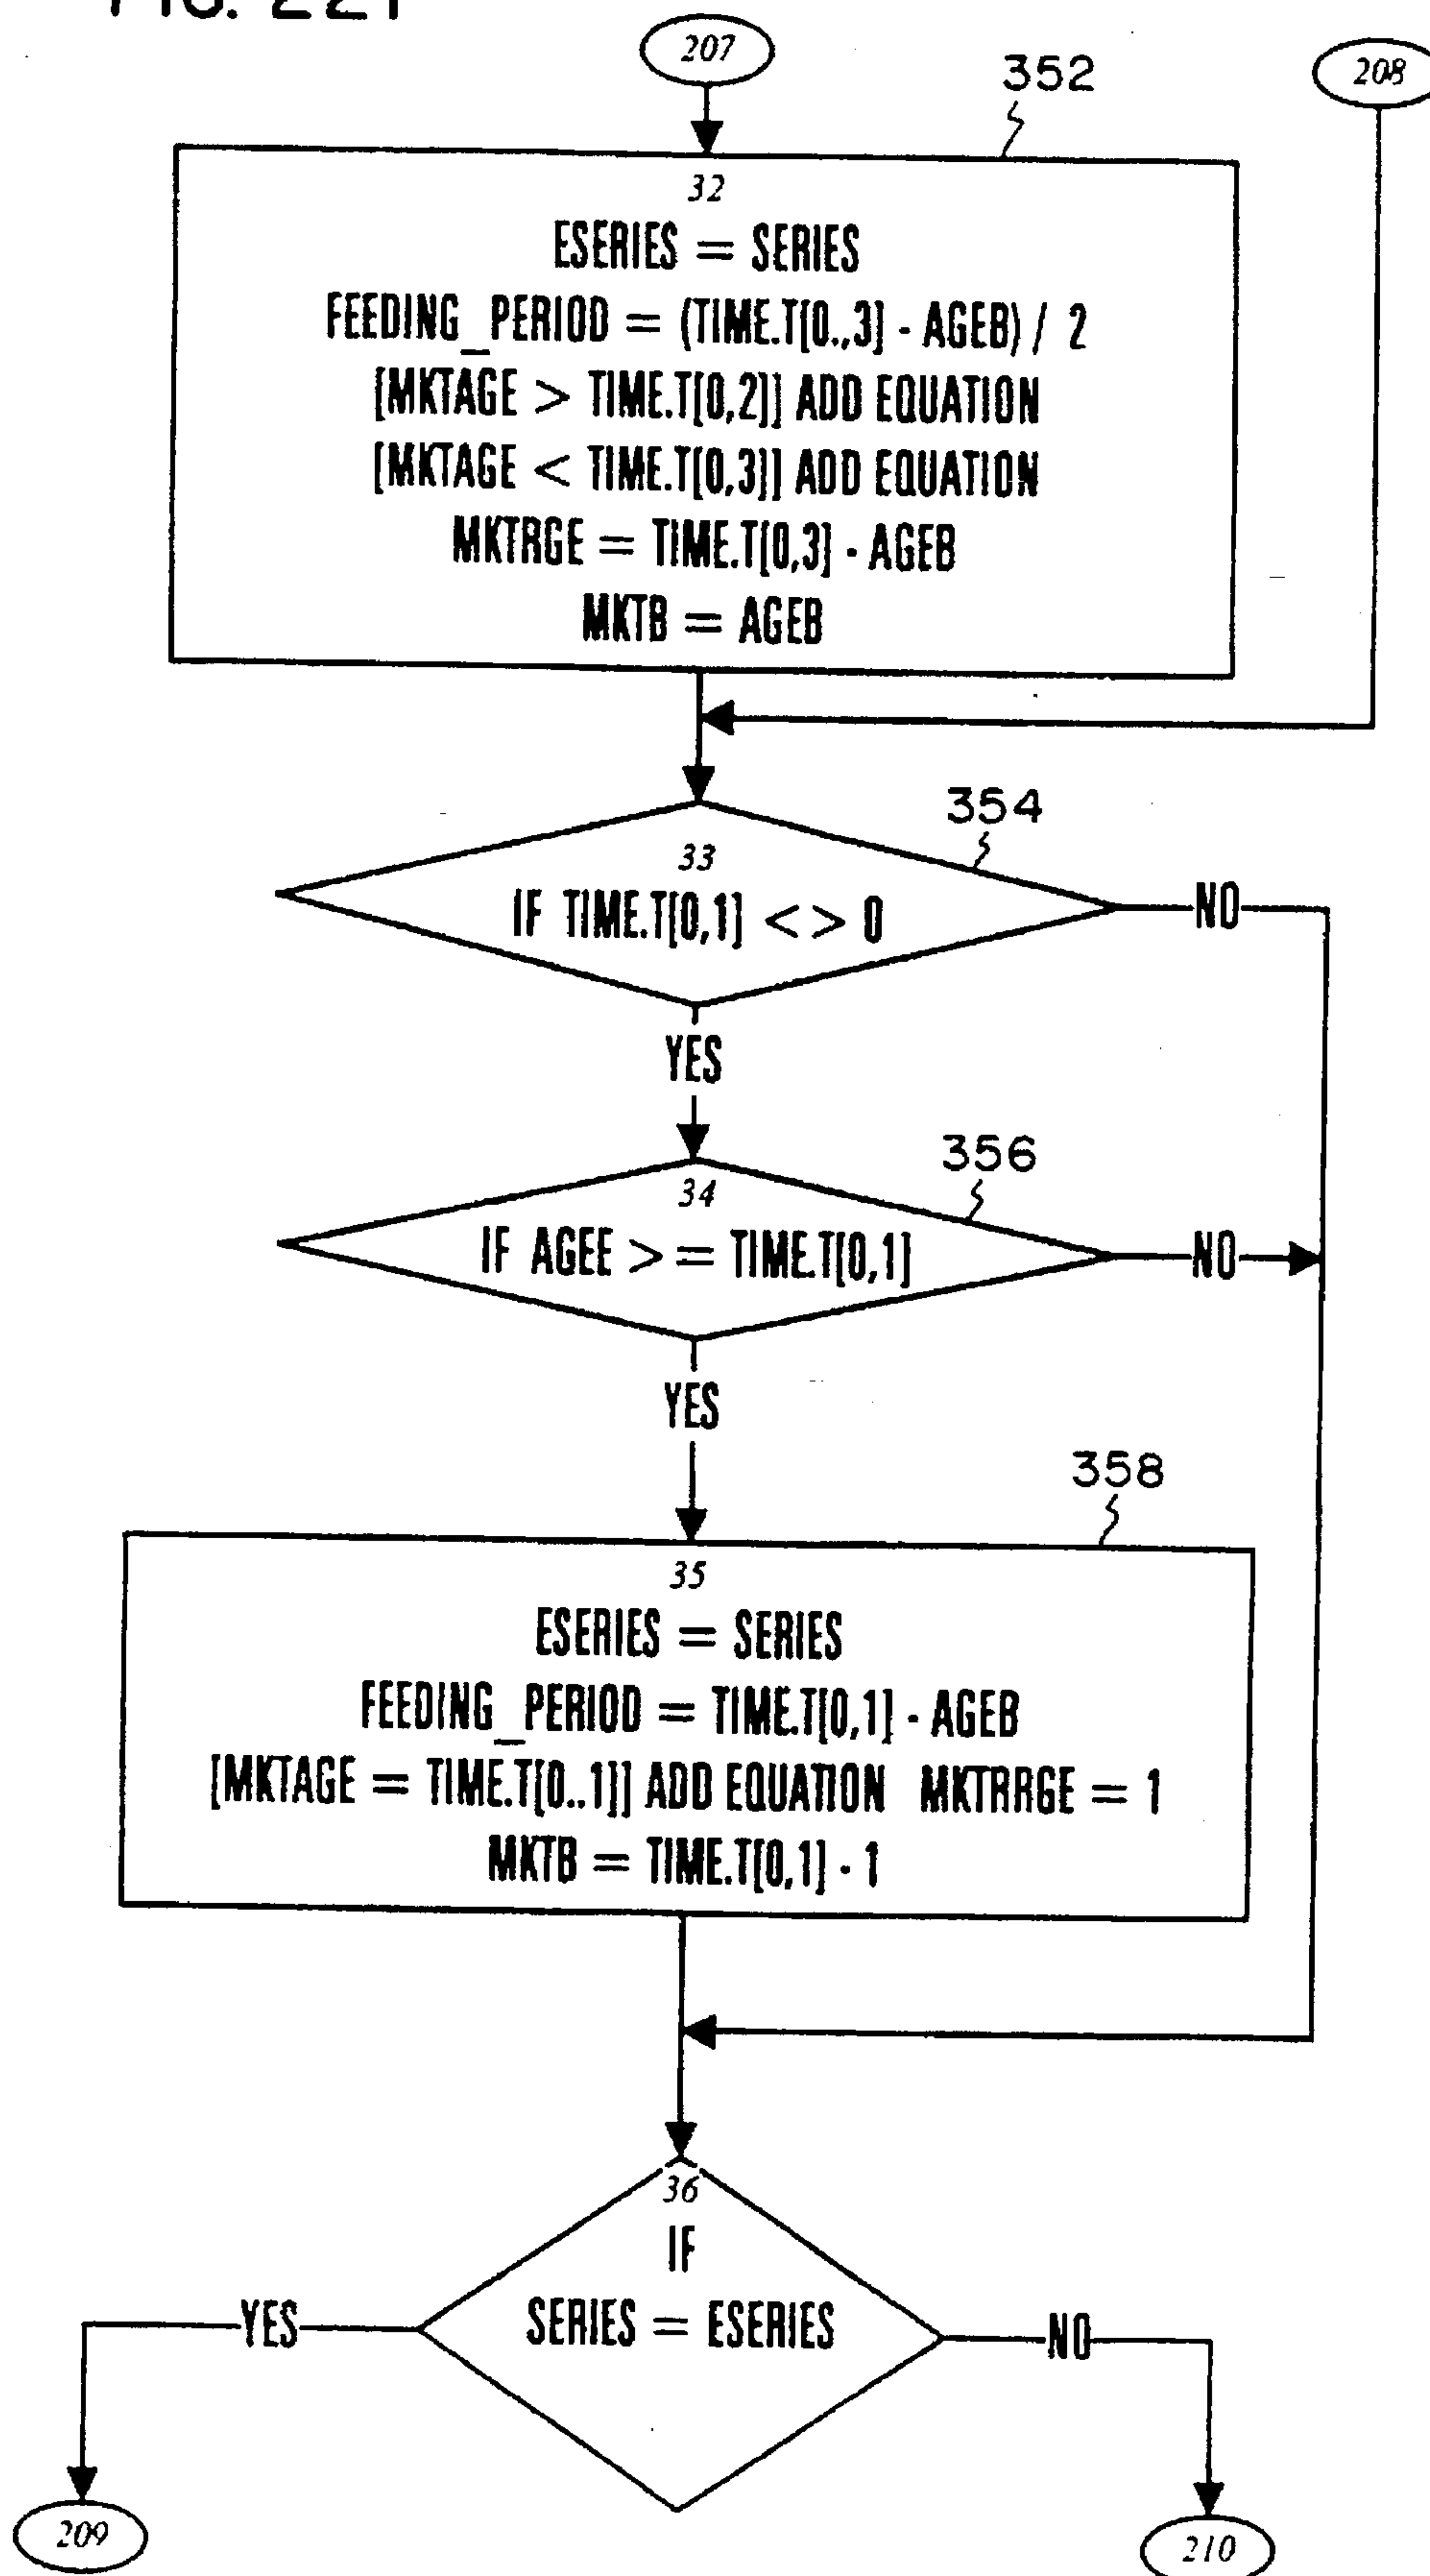 207
352
208
32
ESERIES = SERIES
FEEDING_PERIOD = (TIME.T[0.,3] - AGEB) / 2
[MKTAGE > TIME.T[0,2]] ADD EQUATION
[MKTAGE < TIME.T[0,3]] ADD EQUATION
MKTRGE = TIME.T[0,3] - AGEB
MKTB = AGEB
354
33
IF TIME.T[0,1] <> 0
NO
YES
356
34
IF AGEE >= TIME.T[0,1]
NO
YES
358
35
ESERIES = SERIES
FEEDING_PERIOD = TIME.T[0,1] - AGEB
[MKTAGE = TIME.T[0..1]] ADD EQUATION MKTRRGE = 1
MKTB = TIME.T[0,1] - 1
36
IF
SERIES = ESERIES
YES
NO
209
210